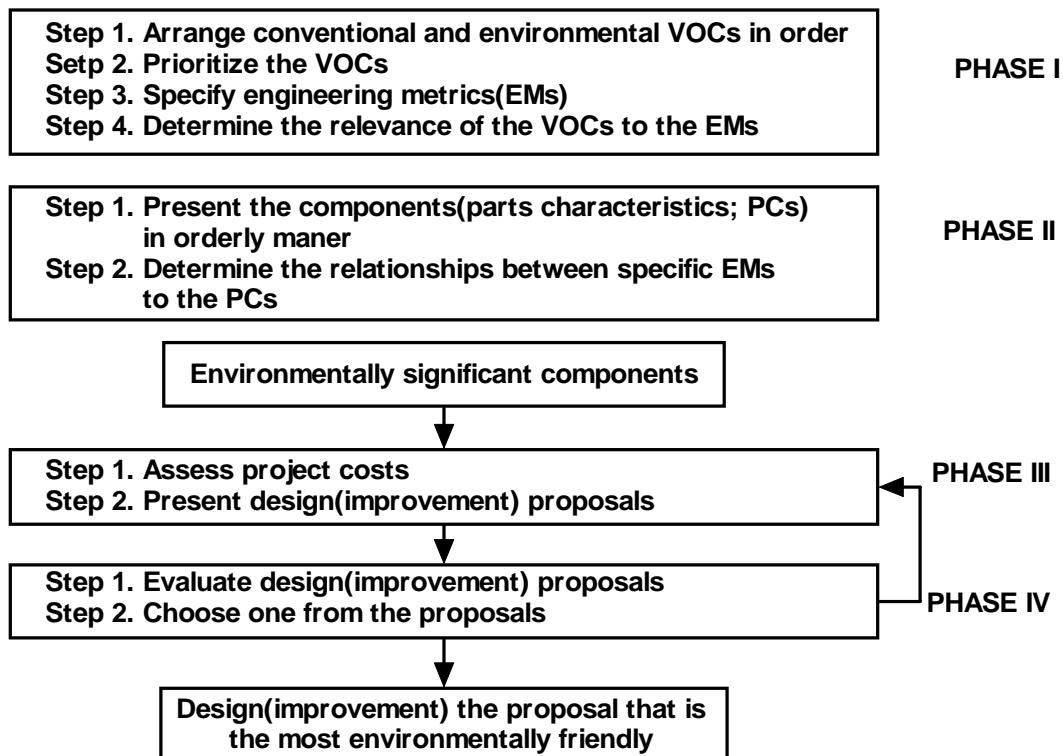 Step 1. Arrange conventional and environmental VOCs in order
Setp 2. Prioritize the VOCs
Step 3. Specify engineering metrics(EMs)
Step 4. Determine the relevance of the VOCs to the EMs
PHASE I
Step 1. Present the components(parts characteristics; PCs)
in orderly maner
Step 2. Determine the relationships between specific EMs
to the PCs
PHASE II
Environmentally significant components
Step 1. Assess project costs
Step 2. Present design(improvement) proposals
PHASE III
Step 1. Evaluate design(improvement) proposals
Step 2. Choose one from the proposals
PHASE IV
Design(improvement) the proposal that is
the most environmentally friendly